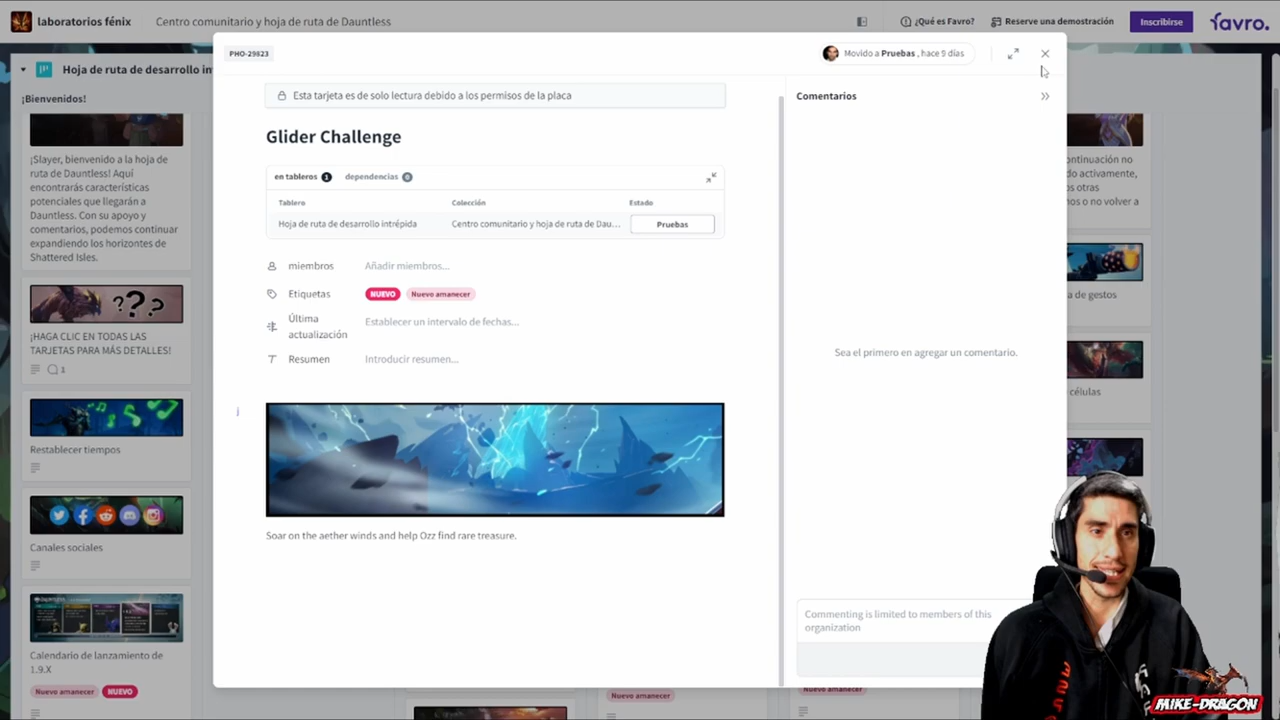 laboratorios fénix
Centro comunitario y hoja de ruta de Dauntless
¿Qué es Favro?
Reserve una demostración
Inscribirse
favro.
Hoja de ruta de desarrollo int
¡Bienvenidos!
¡Slayer, bienvenido a la hoja
de ruta de Dauntless! Aquí
encontrarás características
potenciales que llegarán a
Dauntless. Con su apoyo y
comentarios, podemos continuar
expandiendo los horizontes de
Shattered Isles.
???
¡HAGA CLIC EN TODAS LAS
TARJETAS PARA MÁS DETALLES!
1
Restablecer tiempos
Canales sociales
Calendario de lanzamiento de
1.9.X
Nuevo amanecer
NUEVO
PHO-29823
Movido a Pruebas , hace 9 días
Esta tarjeta es de solo lectura debido a los permisos de la placa
Glider Challenge
en tableros 1
dependencias 0
Tablero
Colección
Estado
Hoja de ruta de desarrollo intrépida
Centro comunitario y hoja de ruta de Dau...
Pruebas
miembros
Añadir miembros...
Etiquetas
NUEVO
Nuevo amanecer
Última
actualización
Establecer un intervalo de fechas...
Resumen
Introducir resumen...
Soar on the aether winds and help Ozz find rare treasure.
Comentarios
Sea el primero en agregar un comentario.
Commenting is limited to members of this
organization
ontinuación no
do activamente,
os otras
mos o no volver a
a de gestos
células
Nuevo amanecer
Nuevo amanecer
MIKE-DRAGON